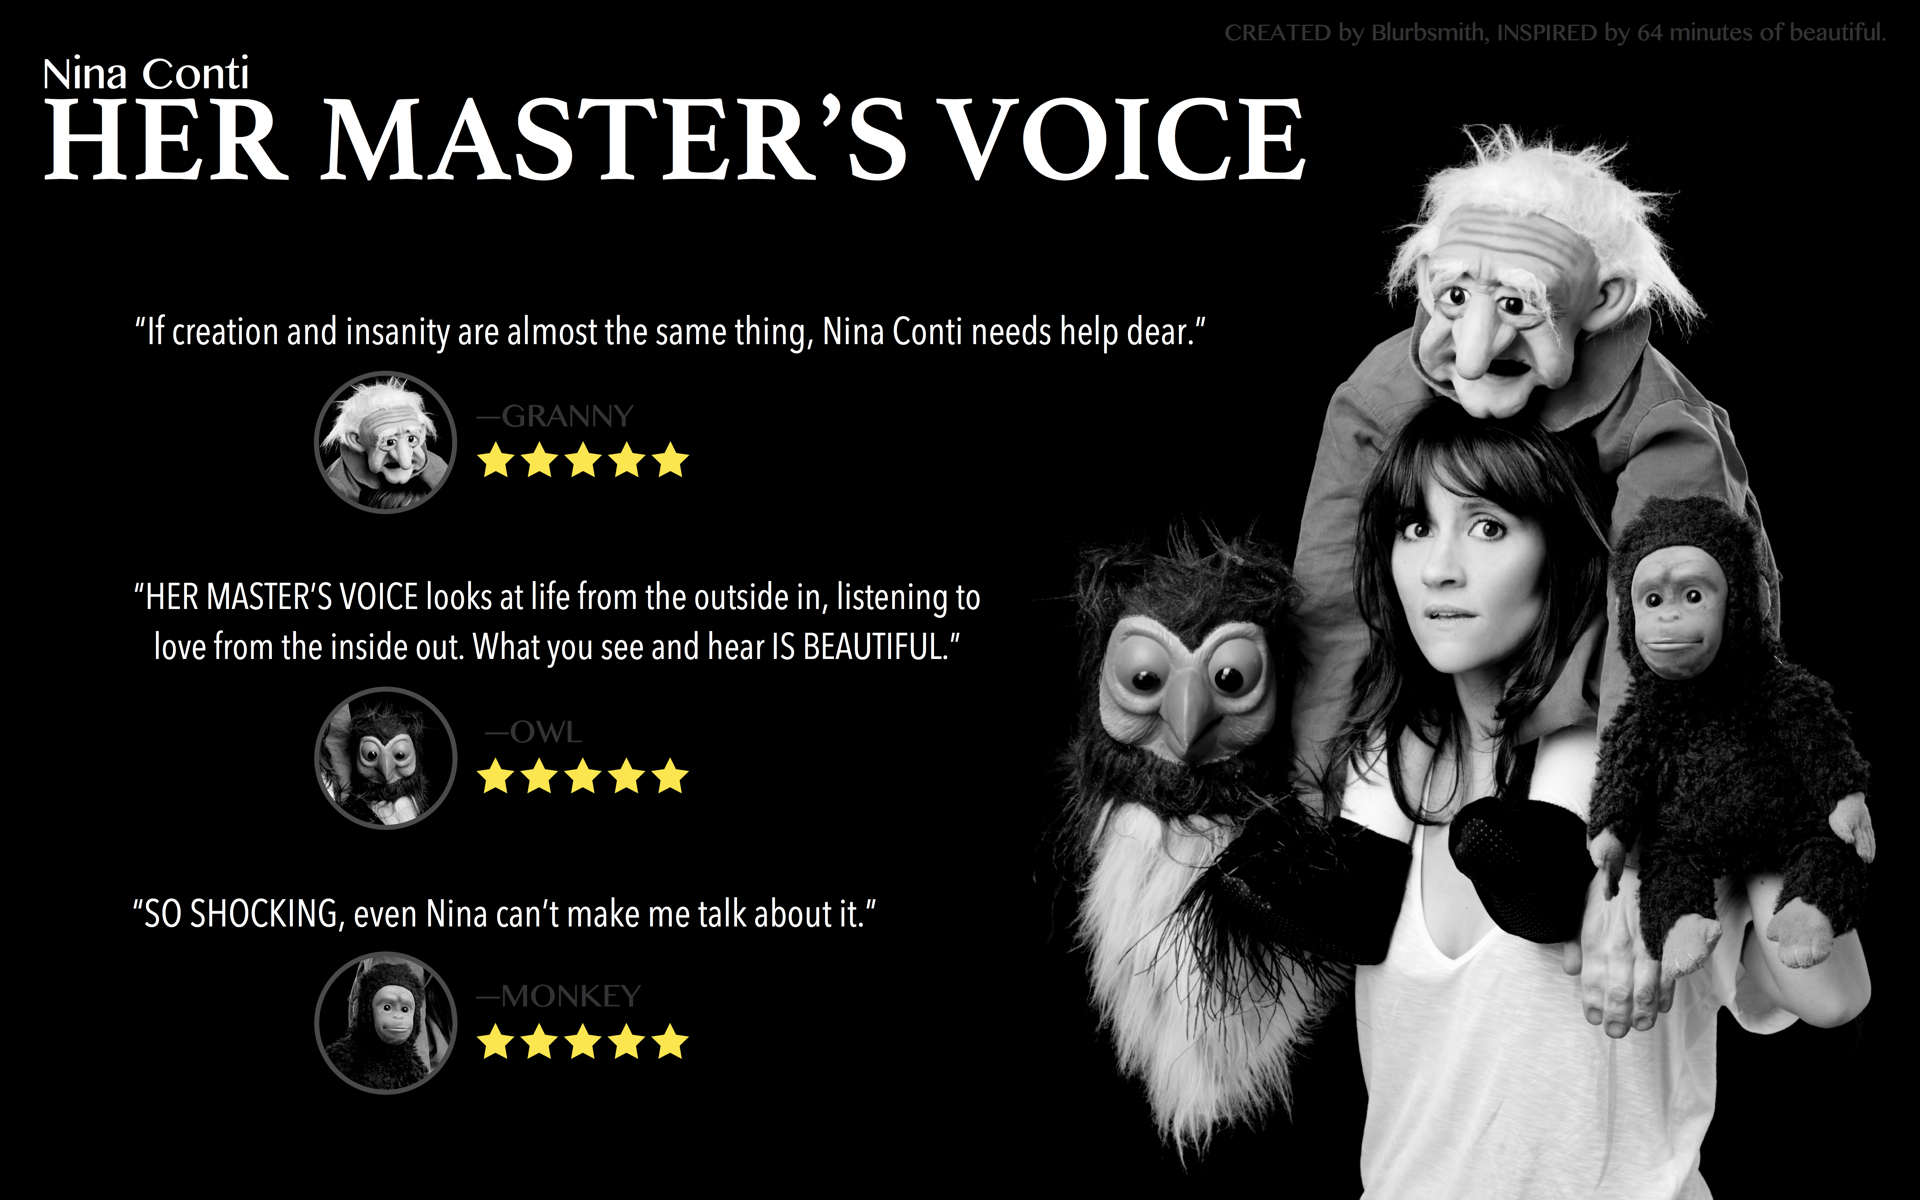 CREATED by Blurbsmith, INSPIRED by 64 minutes of beautiful.
Nina Conti
HER MASTER’S VOICE
“If creation and insanity are almost the same thing, Nina Conti needs help dear.”
—GRANNY
“HER MASTER’S VOICE looks at life from the outside in, listening to
love from the inside out. What you see and hear IS BEAUTIFUL.”
—OWL
“SO SHOCKING, even Nina can’t make me talk about it.”
—MONKEY